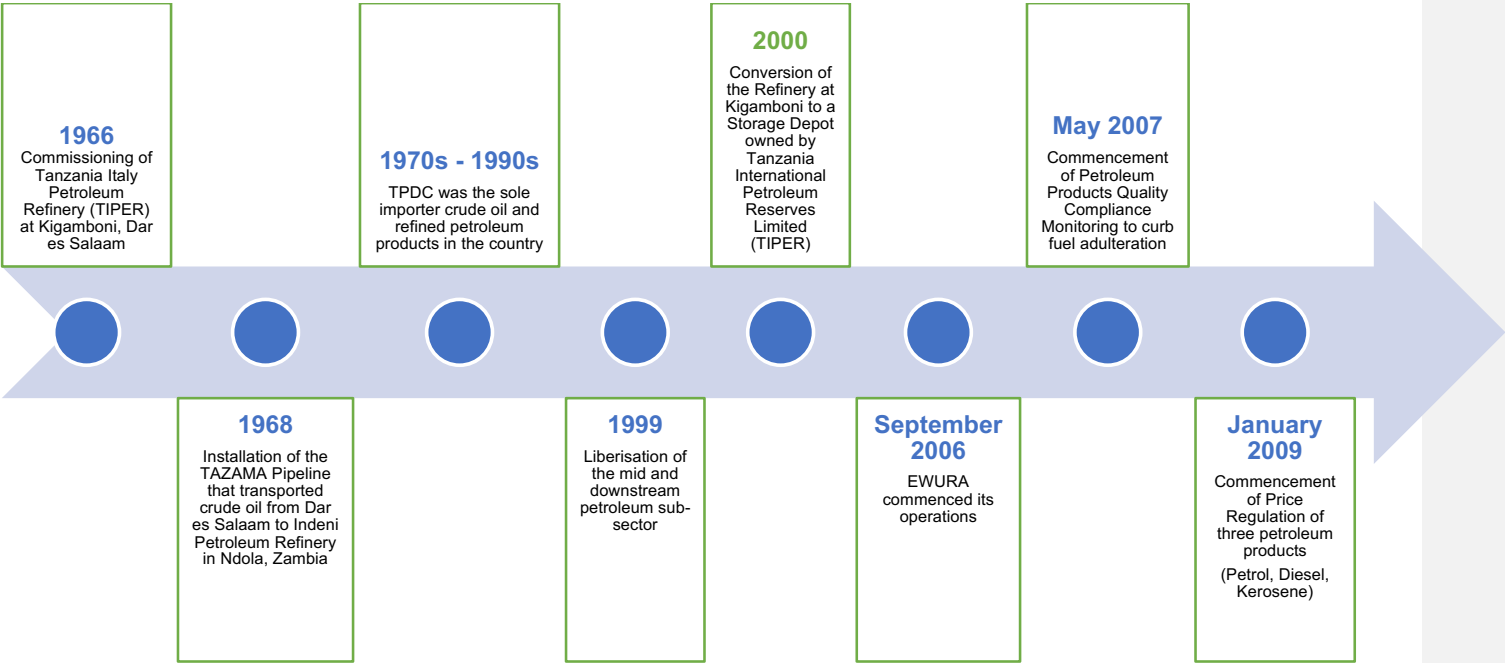 1966
Commissioning of
Tanzania Italy
Petroleum
Refinery (TIPER)
at Kigamboni, Dar
es Salaam
1968
Installation of the
TAZAMA Pipeline
that transported
crude oil from Dar
es Salaam to Indeni
Petroleum Refinery
in Ndola, Zambia
1970s - 1990s
TPDC was the sole
importer crude oil and
refined petroleum
products in the country
1999
Liberisation of
the mid and
downstream
petroleum sub-
sector
2000
Conversion of
the Refinery at
Kigamboni to a
Storage Depot
owned by
Tanzania
International
Petroleum
Reserves
Limited
(TIPER)
September
2006
EWURA
commenced its
operations
May 2007
Commencement
of Petroleum
Products Quality
Compliance
Monitoring to curb
fuel adulteration
January
2009
Commencement
of Price
Regulation of
three petroleum
products
(Petrol, Diesel,
Kerosene)